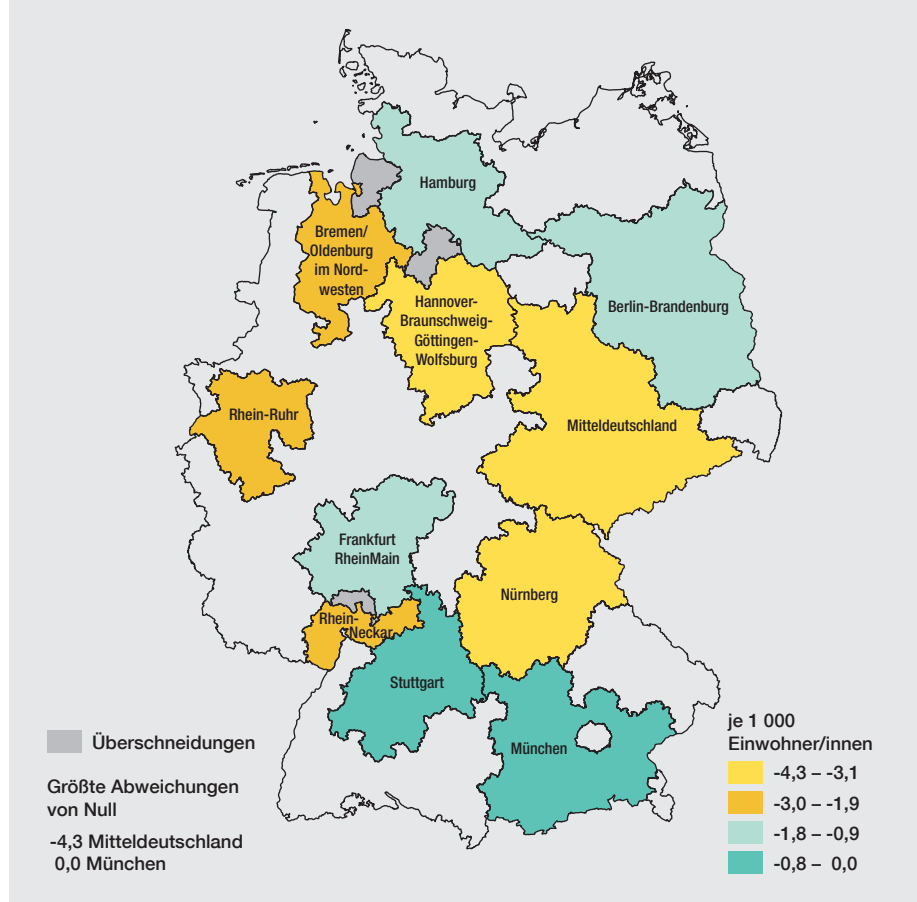 Hamburg
Bremen/
Oldenburg
im Nord-
westen
Hannover-
Braunschweig-
Göttingen-
Wolfsburg
Berlin-Brandenburg
Rhein-Ruhr
Mitteldeutschland
Frankfurt
RheinMain
Nürnberg
Rhein-
Neckar
Stuttgart
München
Überschneidungen
Größte Abweichungen
von Null
-4,3 Mitteldeutschland
0,0 München
je 1 000
Einwohner/innen
-4,3 – -3,1
-3,0 – -1,9
-1,8 – -0,9
-0,8 – 0,0